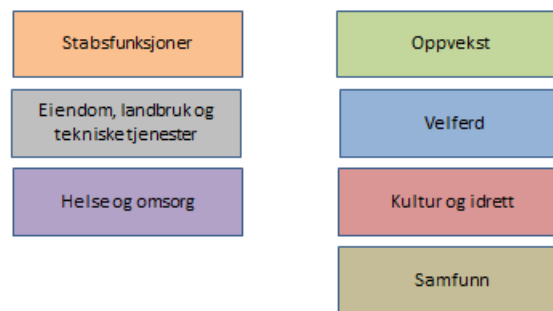 Stabsfunksjoner
Oppvekst
Eiendom, landbruk og
tekniske tjenester
Velferd
Helse og omsorg
Kultur og idrett
Samfunn